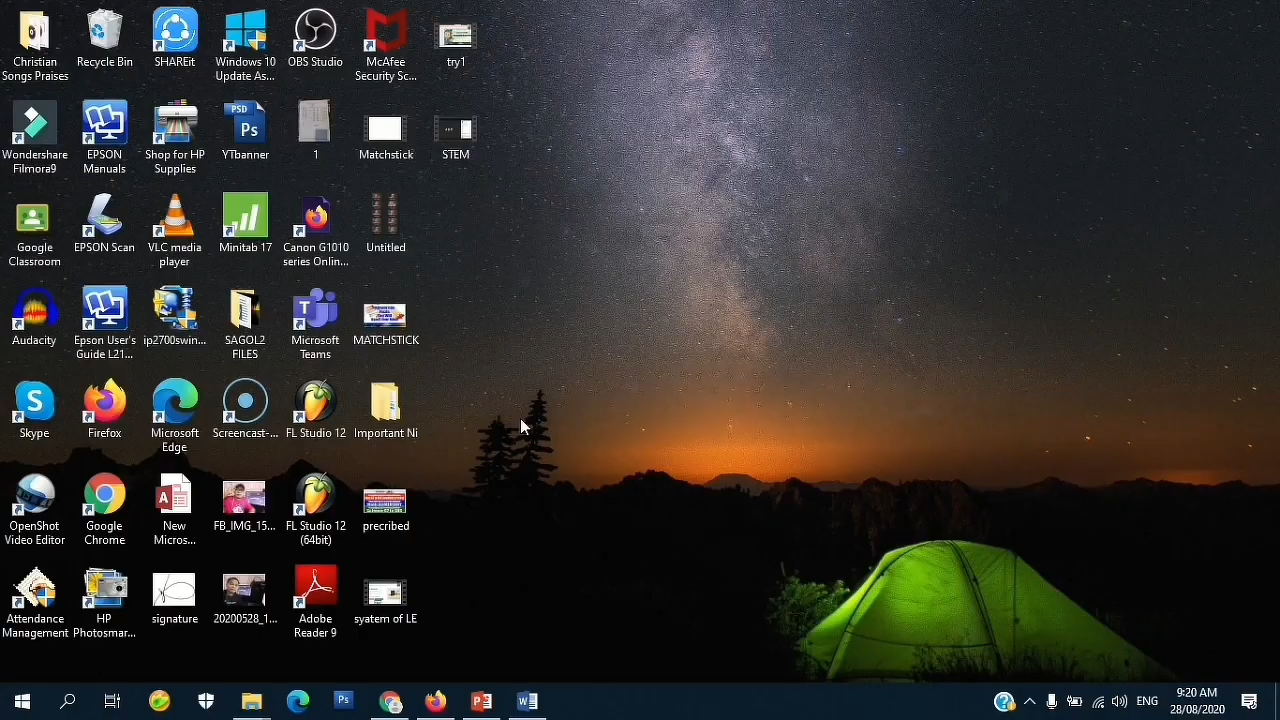 Christian
Songs Praises
Recycle Bin
SHAREit
Windows 10
Update As...
OBS Studio
McAfee
Security Sc...
try1
Wondershare
Filmora9
EPSON
Manuals
Shop for HP
Supplies
PSD
Ps
YTbanner
1
Matchstick
STEM
Google
Classroom
EPSON Scan
VLC media
player
Minitab 17
Canon G1010
series Onlin...
Untitled
Audacity
Epson User's
Guide L21...
ip2700swin...
SAGOL2
FILES
T
Microsoft
Teams
MATCHSTICK
S
Skype
Firefox
Microsoft
Edge
Screencast-...
FL Studio 12
Important Ni
OpenShot
Video Editor
Google
Chrome
A
New
Micros...
FB_IMG_15...
FL Studio 12
(64bit)
precribed
Attendance
Management
HP
Photosmar...
signature
20200528_1...
Adobe
Reader 9
syatem of LE
Ps
P
W
ENG
9:20 AM
28/08/2020